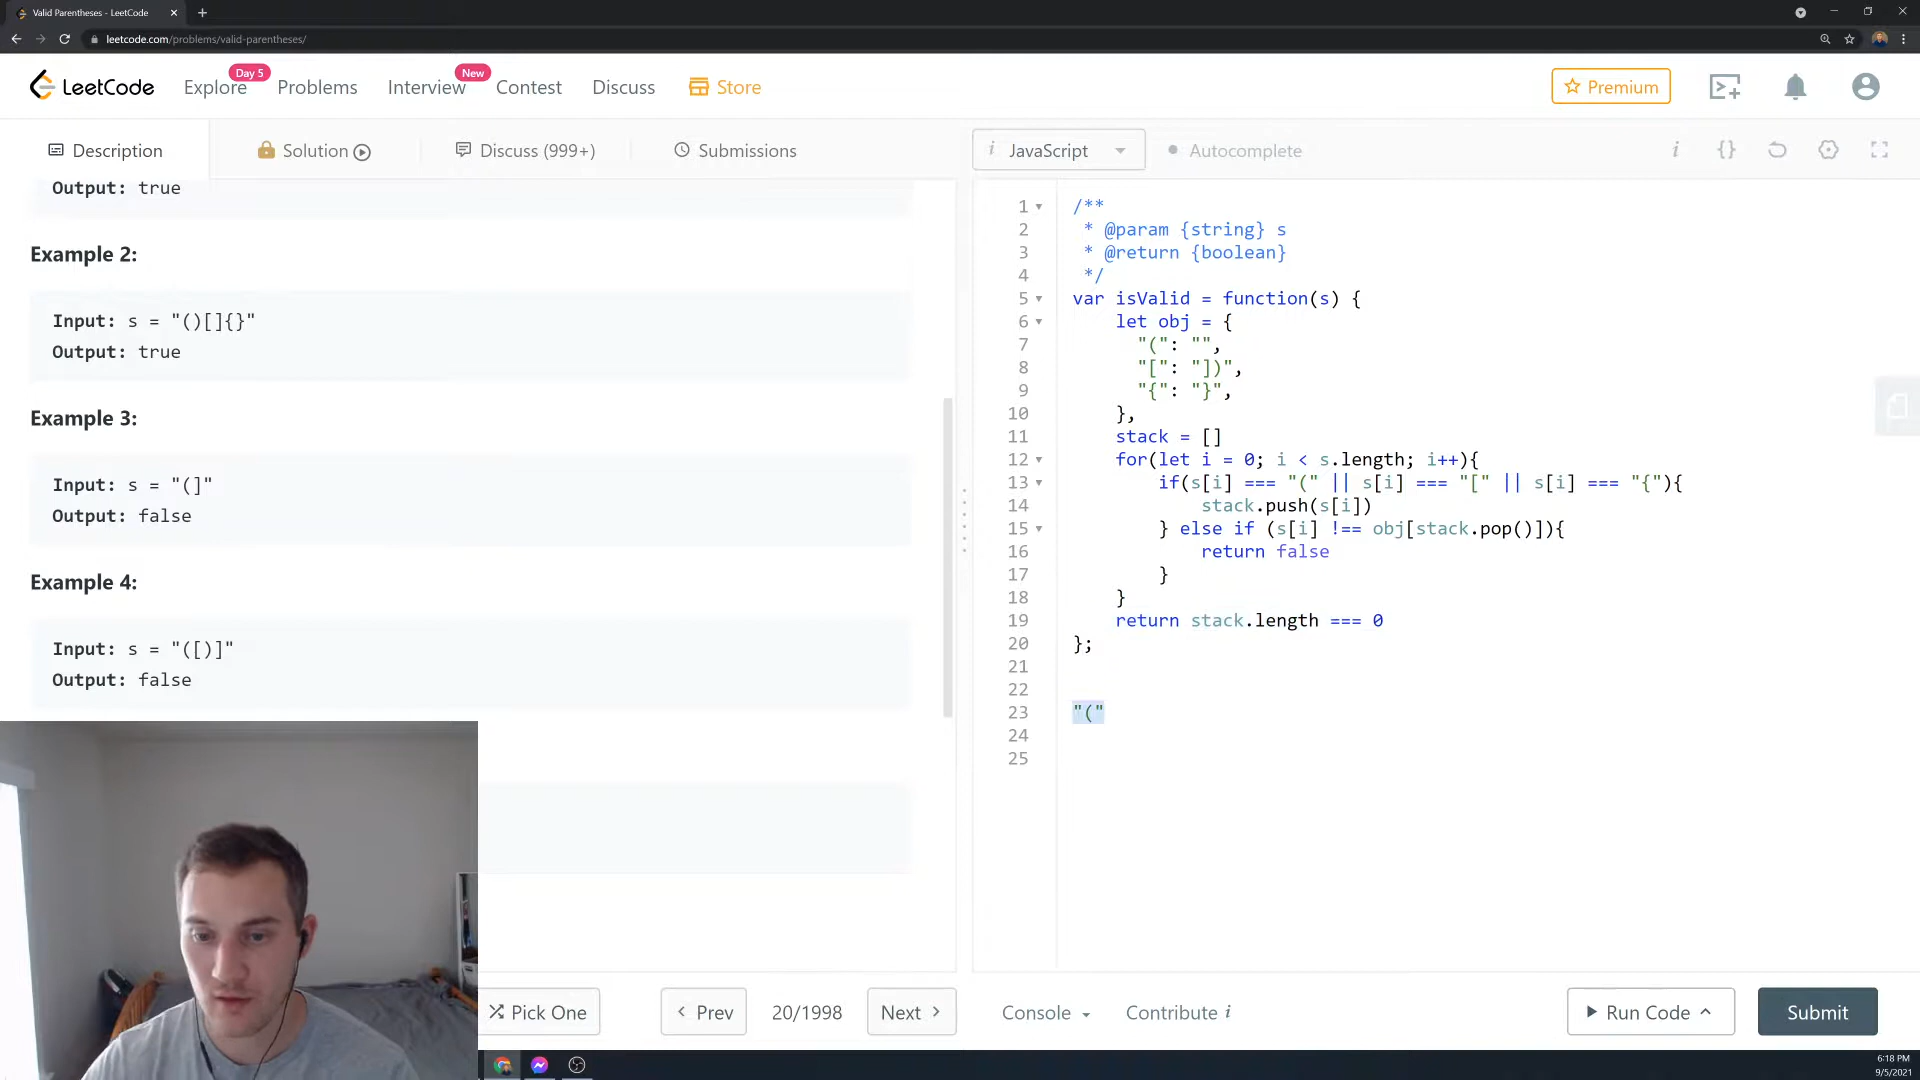 Valid Parentheses - LeetCode
leetcode.com/problems/valid-parentheses/
LeetCode
Explore
Day 5
Problems
Interview
New
Contest
Discuss
Store
Premium
Description
Solution
Discuss (999+)
Submissions
JavaScript
Autocomplete
Output: true
Example 2:
Input: s = "()[]{}"
Output: true
Example 3:
Input: s = "(]"
Output: false
Example 4:
Input: s = "([)]"
Output: false
1 /**
2 * @param {string} s
3 * @return {boolean}
4 */
5 var isValid = function(s) {
6 let obj = {
7 "(": "",
8 "[": "])",
9 "{": "}",
10 },
11 stack = []
12 for(let i = 0; i < s.length; i++){
13 if(s[i] === "(" || s[i] === "[" || s[i] === "{"){
14 stack.push(s[i])
15 } else if (s[i] !== obj[stack.pop()]){
16 return false
17 }
18 }
19 return stack.length === 0
20 };
21
22
23 "("
24
25
Pick One
Prev
20/1998
Next
Console
Contribute i
Run Code
Submit
6:18 PM
9/5/2021